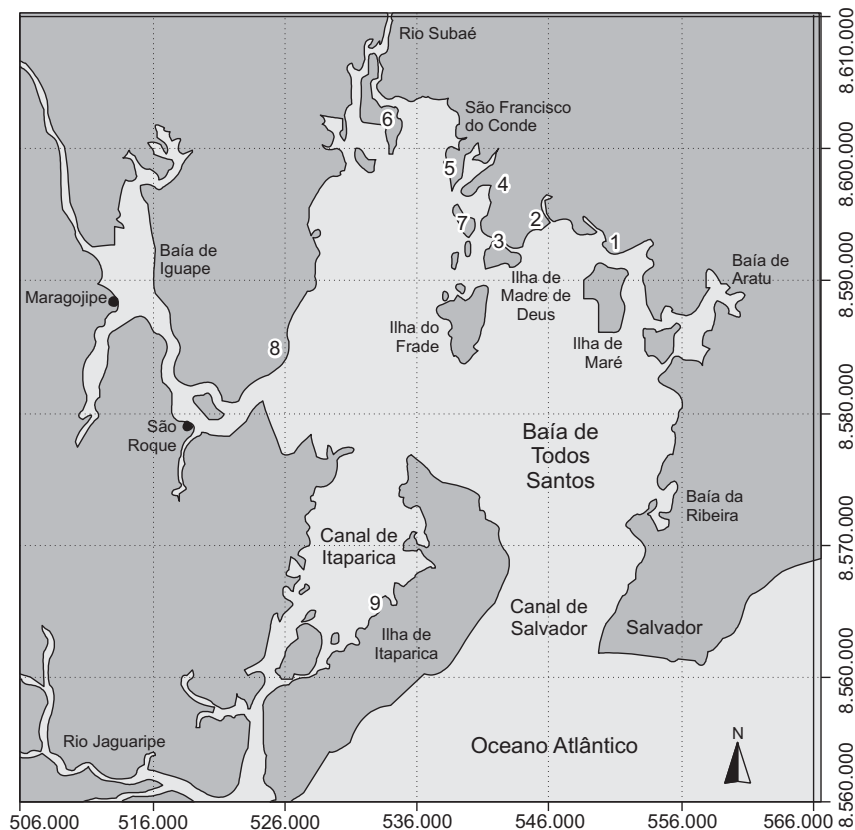 Rio Subaé
8.610.000
São Francisco
do Conde
6
8.600.000
5
4
7
2
3
1
Baía de
Iguape
Baía de
Aratu
8.590.000
Maragojipe
Ilha de
Madre de
Deus
Ilha do
Frade
Ilha de
Maré
8
8.580.000
São
Roque
Baía de
Todos
Santos
Baía da
Ribeira
Canal de
Itaparica
8.570.000
9
Canal de
Salvador
Salvador
Ilha de
Itaparica
8.560.000
Rio Jaguaripe
Oceano Atlântico
N
8.560.000
506.000 516.000 526.000 536.000 546.000 556.000 566.000